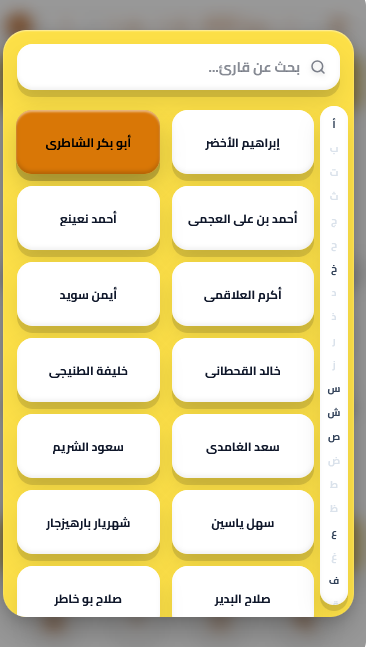 بحث عن قارئ...
إبراهيم الأخضر
أبو بكر الشاطرى
أحمد بن على العجمى
أحمد نعينع
أكرم العلاقمى
أيمن سويد
خالد القحطانى
خليفة الطنيجى
سعد الغامدى
سعود الشريم
سهل ياسين
شهريار بارهيزجار
صلاح البدير
صلاح بو خاطر
أ
ب
ت
ث
ج
ح
خ
د
ذ
ر
ز
س
ش
ص
ض
ط
ظ
ع
غ
ف